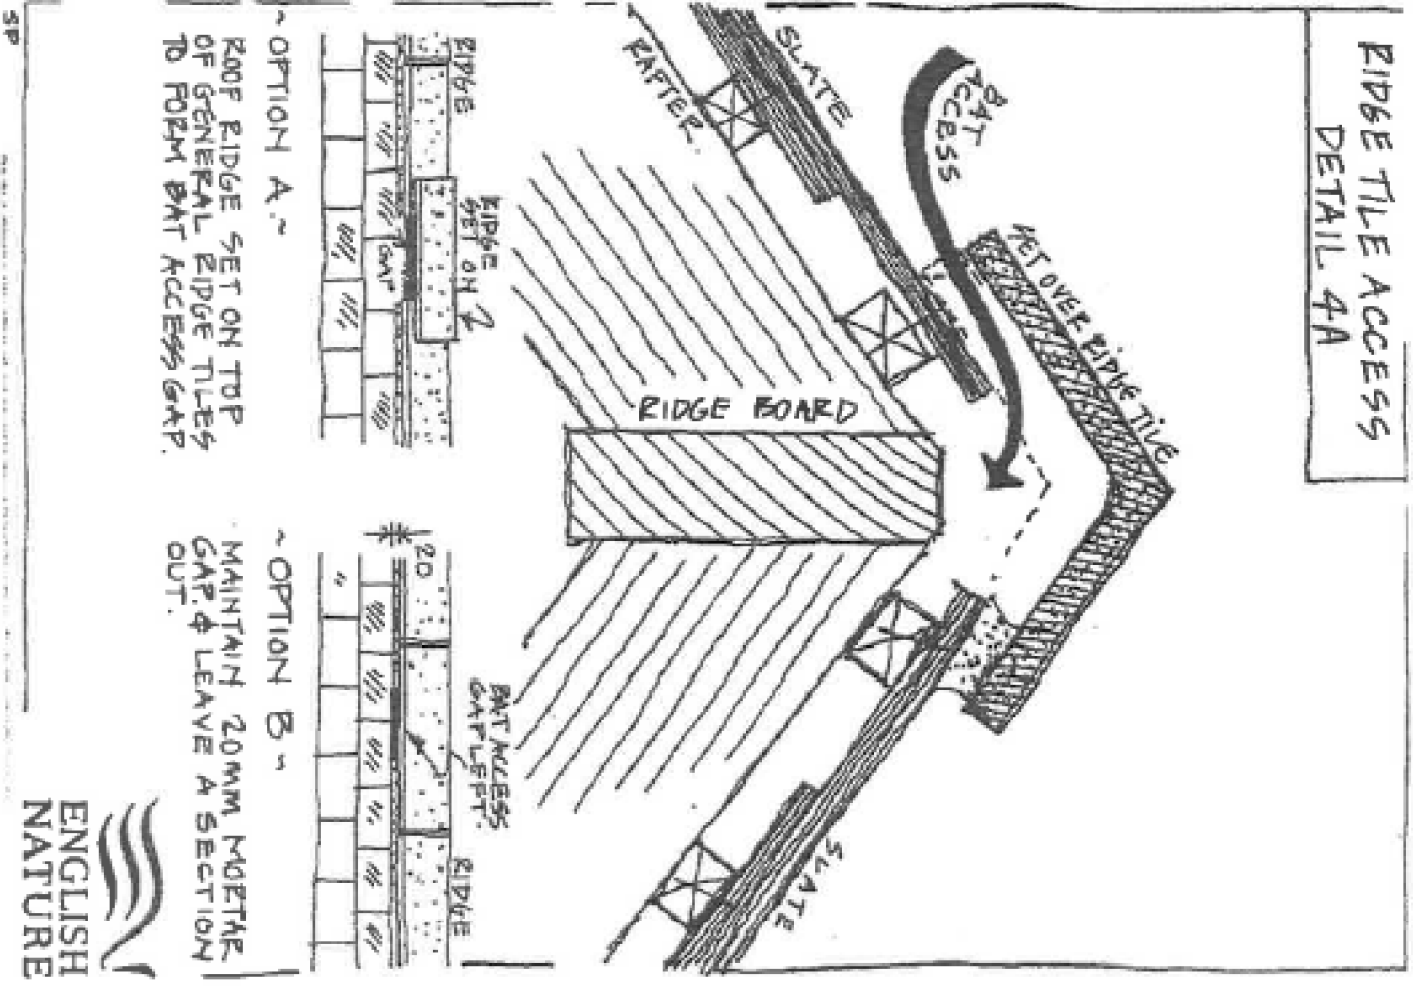 RIDGE TILE ACCESS
DETAIL 4A
BAT
ACCESS
SLATE
RAFTER
OVER RIDGE TILE
RIDGE BOARD
SLATE
RIDGE
RIDGE
SET ON
GAP
~OPTION A.~
ROOF RIDGE SET ON TOP
OF GENERAL RIDGE TILES
TO FORM BAT ACCESS GAP.
20
BAT ACCESS
GAP LEFT.
RIDGE
~OPTION B~
MAINTAIN 20MM MORTAR
GAP. & LEAVE A SECTION
OUT.
ENGLISH
NATURE
SP